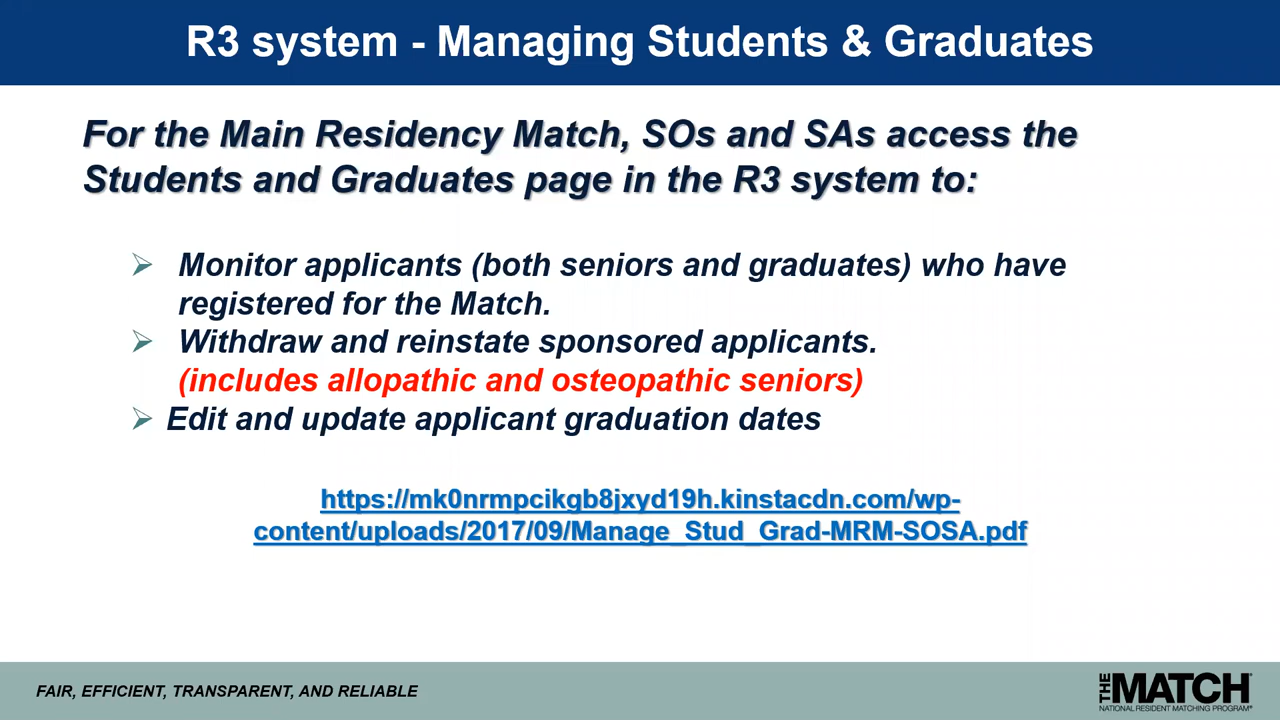 R3 system - Managing Students & Graduates
For the Main Residency Match, SOs and SAs access the
Students and Graduates page in the R3 system to:
Monitor applicants (both seniors and graduates) who have
registered for the Match.
Withdraw and reinstate sponsored applicants.
(includes allopathic and osteopathic seniors)
Edit and update applicant graduation dates
https://mk0nrmpcikgb8jxyd19h.kinstacdn.com/wp-
content/uploads/2017/09/Manage_Stud_Grad-MRM-SOSA.pdf
FAIR, EFFICIENT, TRANSPARENT, AND RELIABLE
THE MATCH
NATIONAL RESIDENT MATCHING PROGRAM®